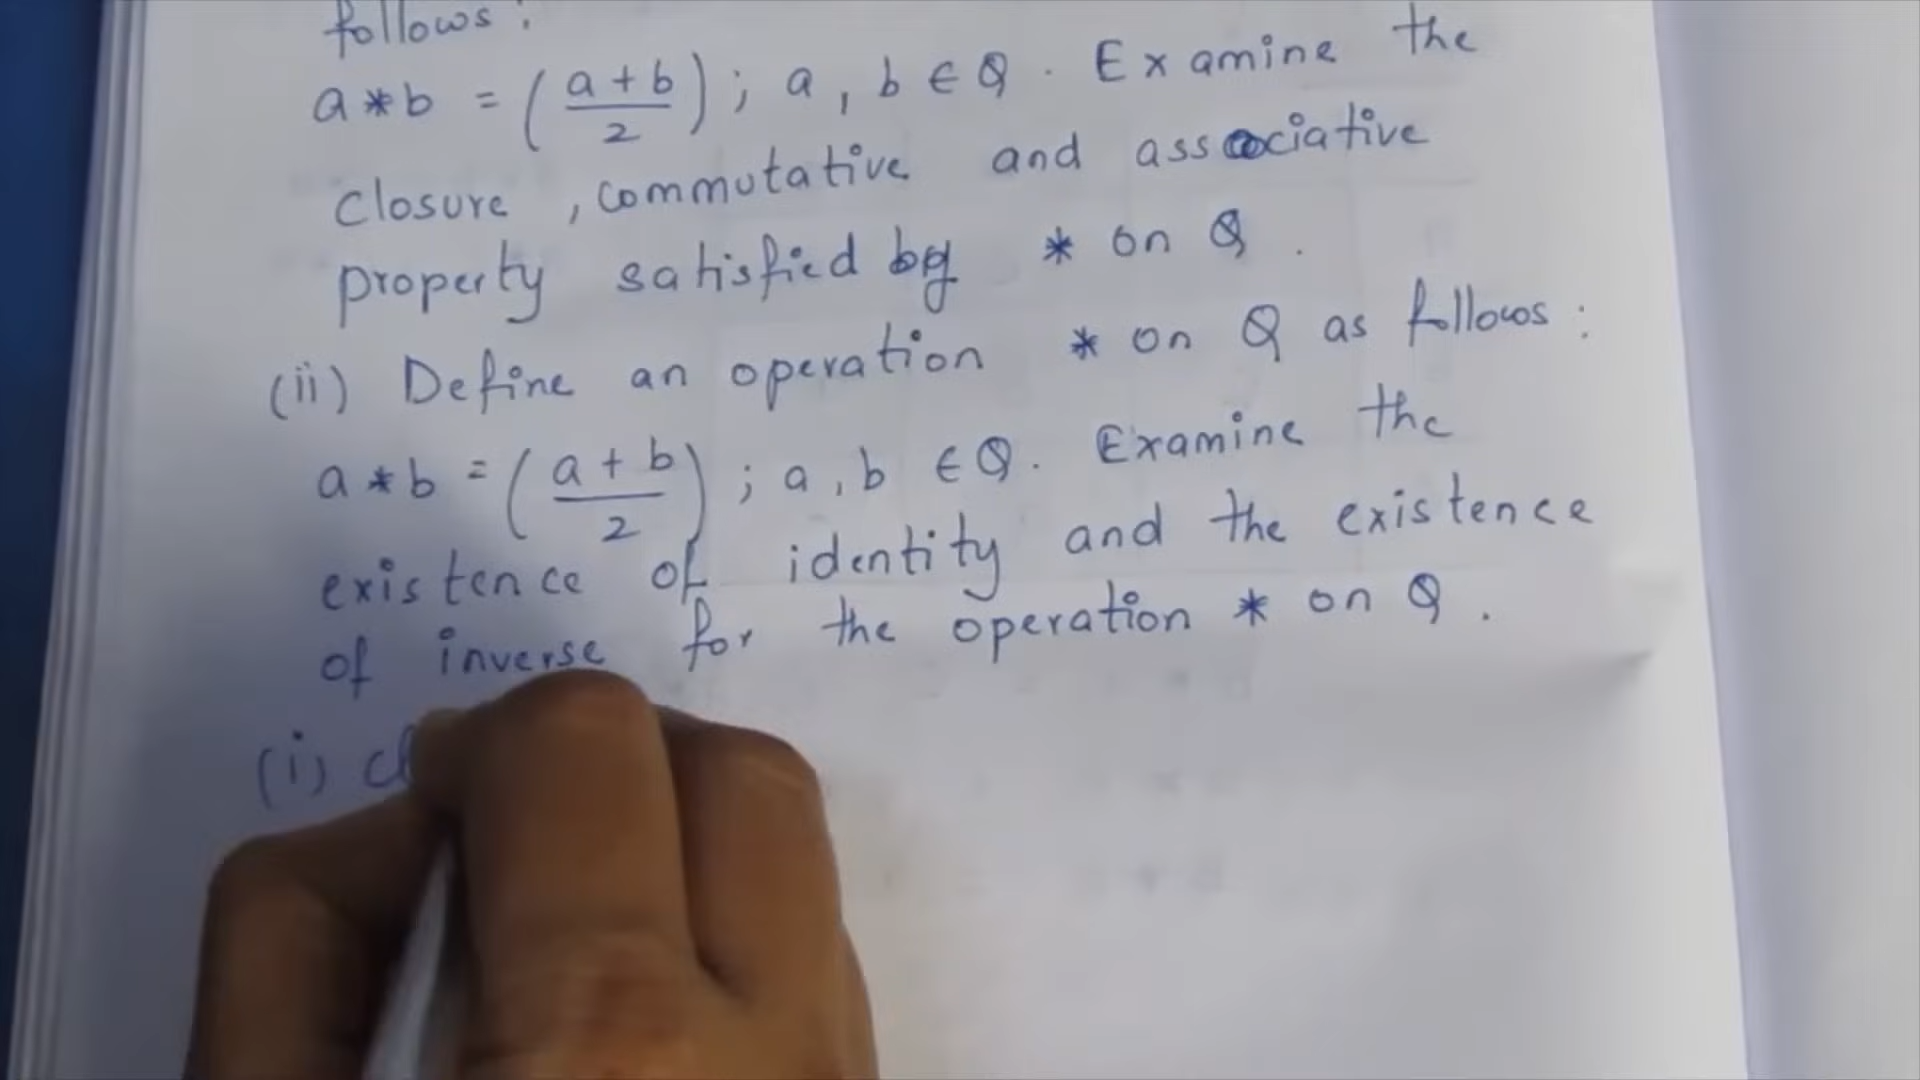 follows:
a * b = (a + b / 2) ; a, b ∈ Q. Examine the
closure, commutative and associative
property satisfied by * on Q.
(ii) Define an operation * on Q as follows:
a * b = (a + b / 2) ; a, b ∈ Q. Examine the
existence of identity and the existence
of inverse for the operation * on Q.
(i) cl